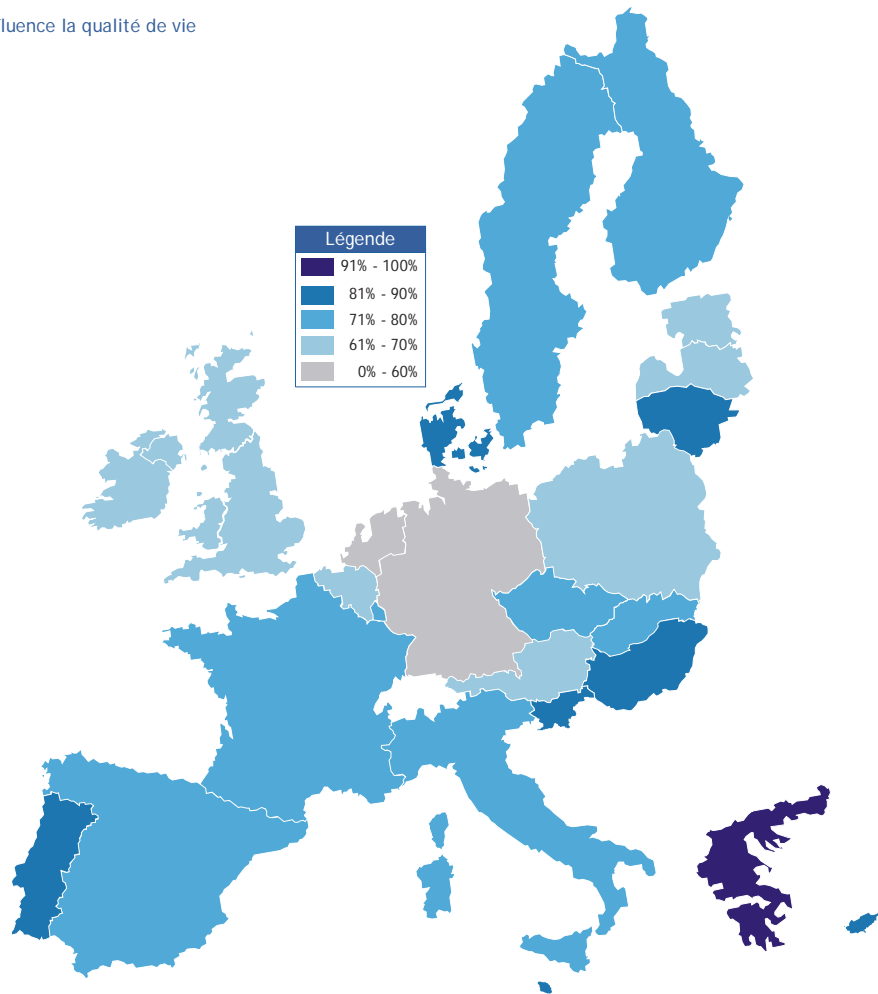 luence la qualité de vie
Légende
91% - 100%
81% - 90%
71% - 80%
61% - 70%
0% - 60%